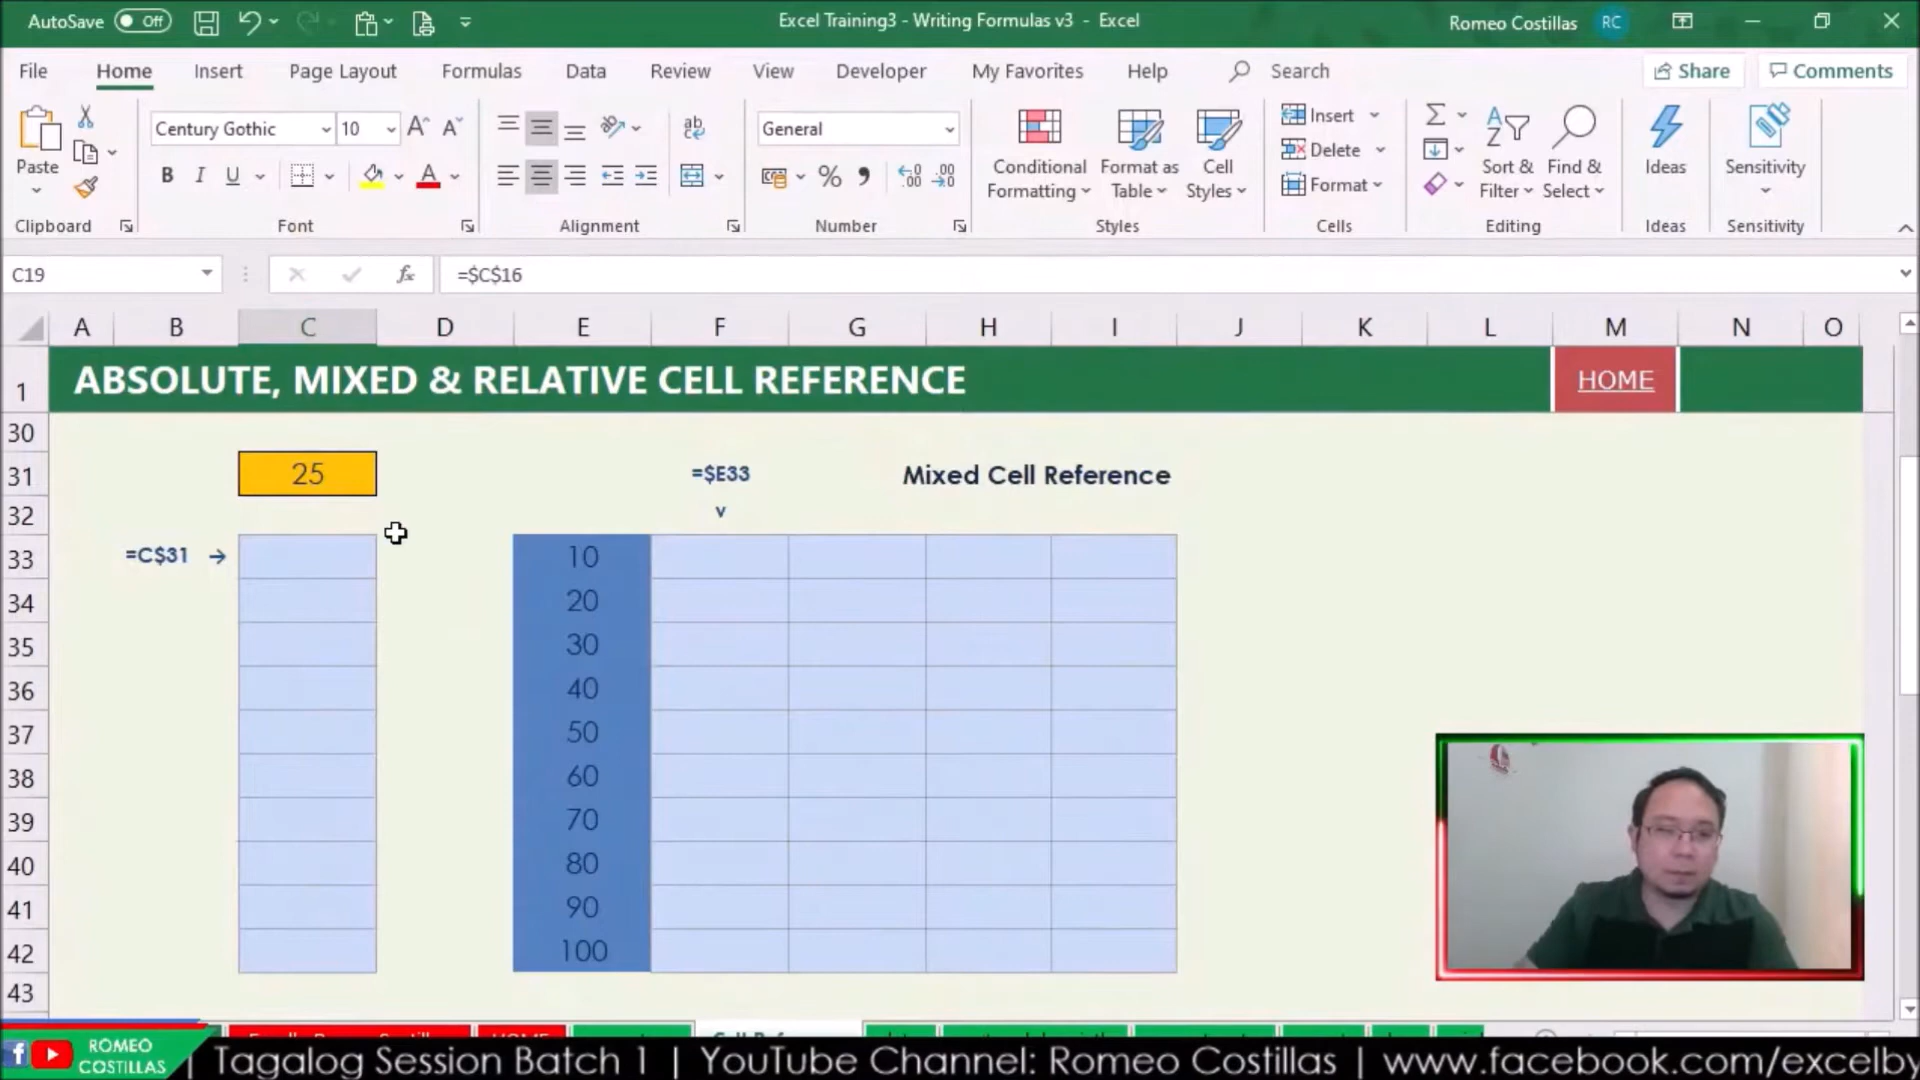 AutoSave Off
Excel Training3 - Writing Formulas v3 - Excel
Romeo Costillas RC
File Home Insert Page Layout Formulas Data Review View Developer My Favorites Help Search
Share Comments
Century Gothic 10
General
Paste
Conditional Formatting
Format as Table
Cell Styles
Insert
Delete
Format
Sort & Filter
Find & Select
Ideas
Sensitivity
Clipboard Font Alignment Number Styles Cells Editing Ideas Sensitivity
C19 fx =$C$16
A B C D E F G H I J K L M N O
1 ABSOLUTE, MIXED & RELATIVE CELL REFERENCE HOME
30
31 25 =$E33 Mixed Cell Reference
32 v
33 =C$31 → 10
34 20
35 30
36 40
37 50
38 60
39 70
40 80
41 90
42 100
43
ROMEO COSTILLAS
Tagalog Session Batch 1 | YouTube Channel: Romeo Costillas | www.facebook.com/excelby